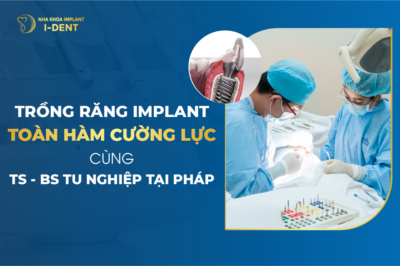 NHA KHOA IMPLANT
I-DENT
TRỒNG RĂNG IMPLANT
TOÀN HÀM CƯỜNG LỰC
CÙNG
TS - BS TU NGHIỆP TẠI PHÁP